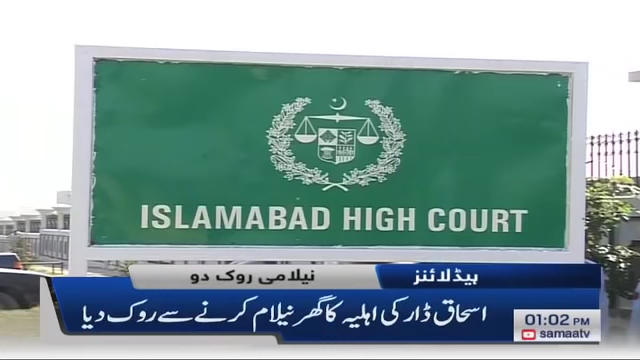 ISLAMABAD HIGH COURT
ہیڈلائنز
نیلامی روک دو
اسحاق ڈار کی اہلیہ کا گھر نیلام کرنے سے روک دیا
01:02 PM
samaatv